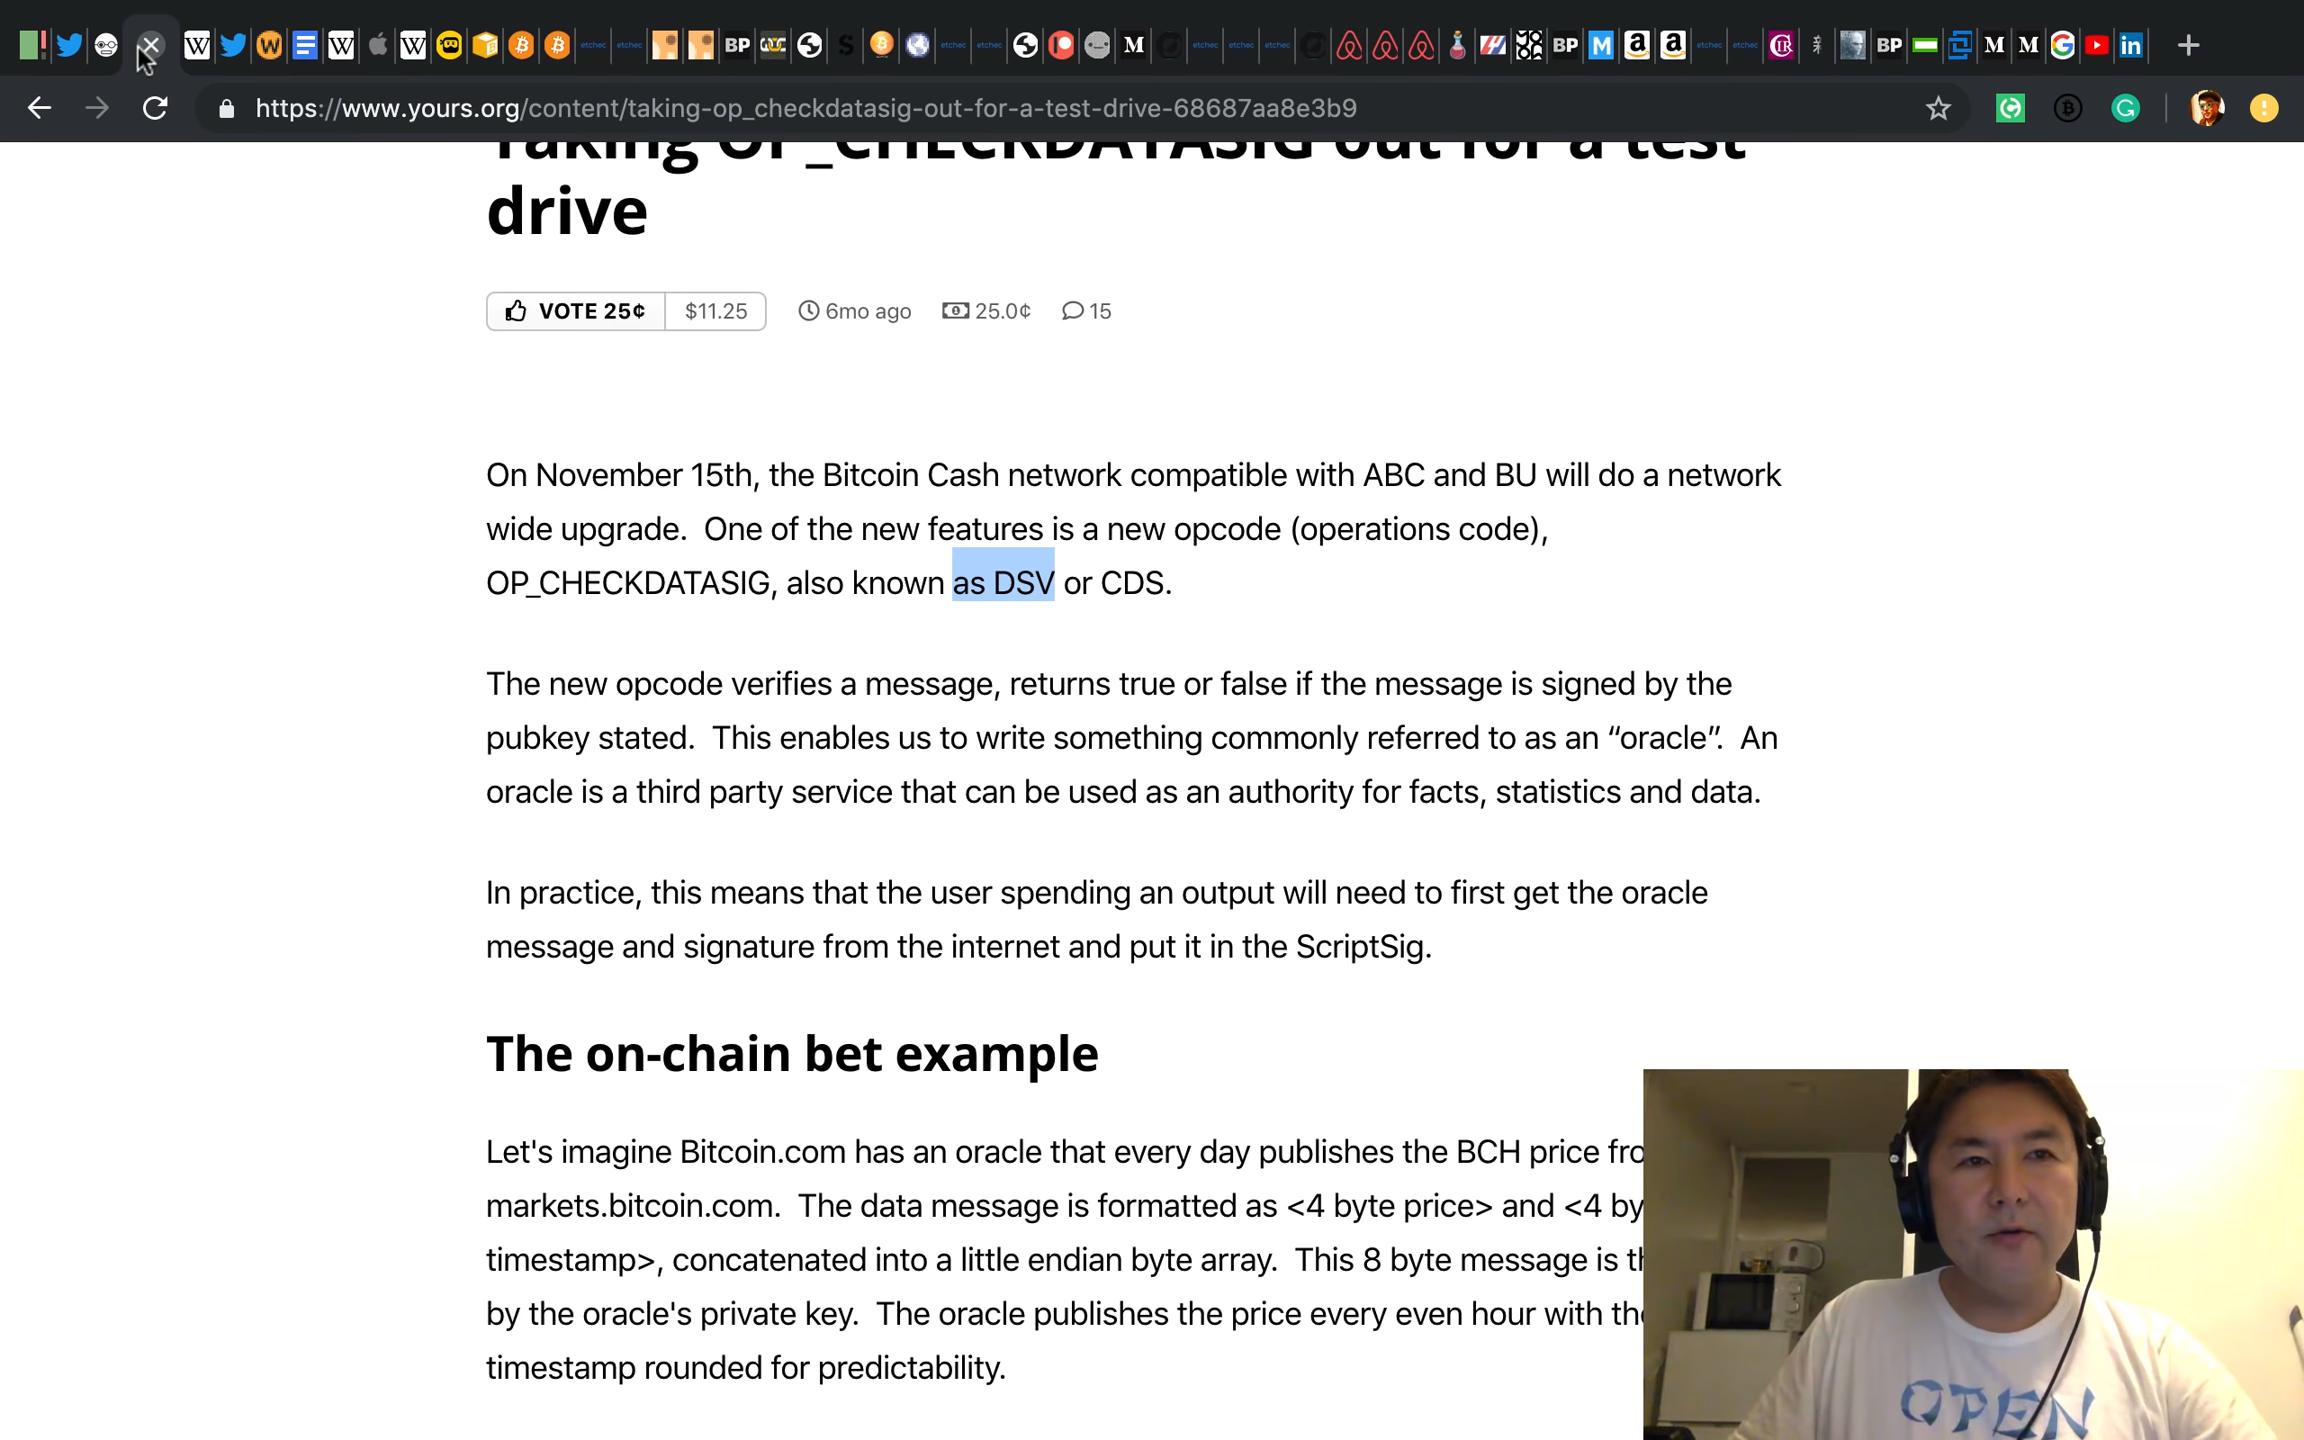 https://www.yours.org/content/taking-op_checkdatasig-out-for-a-test-drive-68687aa8e3b9
Taking OP_CHECKDATASIG out for a test
drive
VOTE 25¢ $11.25 6mo ago 25.0¢ 15
On November 15th, the Bitcoin Cash network compatible with ABC and BU will do a network
wide upgrade. One of the new features is a new opcode (operations code),
OP_CHECKDATASIG, also known as DSV or CDS.
The new opcode verifies a message, returns true or false if the message is signed by the
pubkey stated. This enables us to write something commonly referred to as an “oracle”. An
oracle is a third party service that can be used as an authority for facts, statistics and data.
In practice, this means that the user spending an output will need to first get the oracle
message and signature from the internet and put it in the ScriptSig.
The on-chain bet example
Let's imagine Bitcoin.com has an oracle that every day publishes the BCH price fro
markets.bitcoin.com. The data message is formatted as <4 byte price> and <4 by
timestamp>, concatenated into a little endian byte array. This 8 byte message is th
by the oracle's private key. The oracle publishes the price every even hour with the
timestamp rounded for predictability.
OPEN